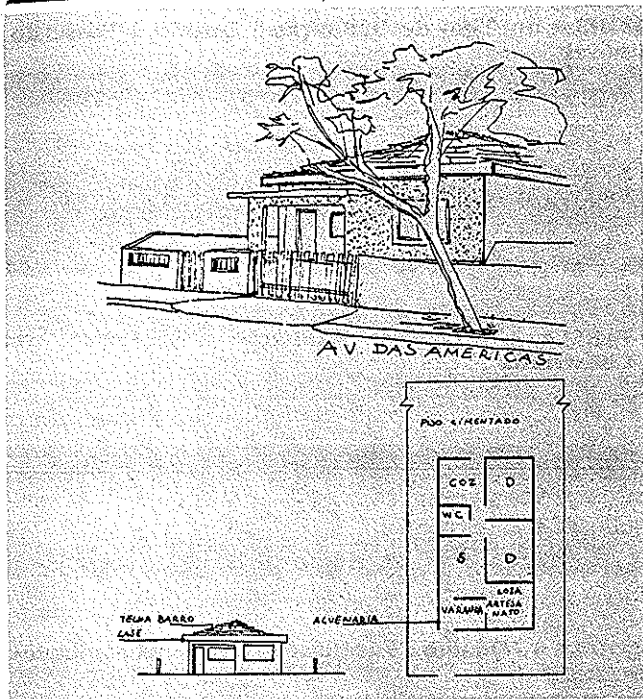 AV. DAS AMERICAS
PISO CIMENTADO
COZ D
WC
S D
LOJA
VARANDA ARTESA
NATO
TELHA BARRO
LAJE
ALVENARIA